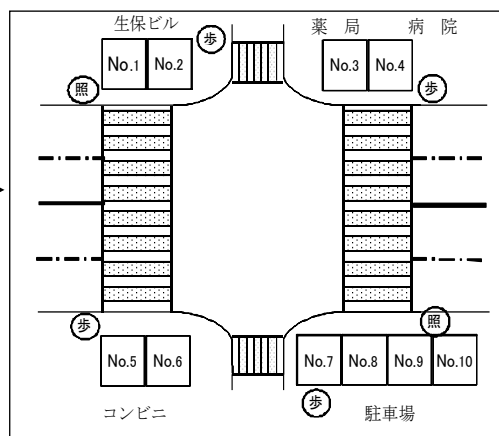 生保ビル
歩
薬局
病院
No.1
No.2
No.3
No.4
照
歩
歩
照
No.5
No.6
No.7
No.8
No.9
No.10
歩
コンビニ
駐車場